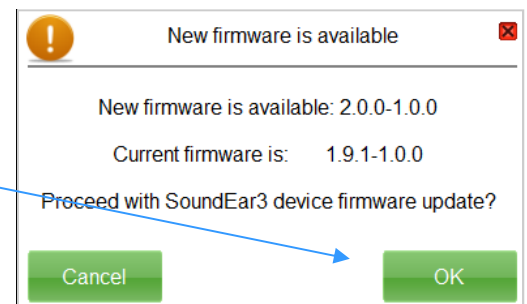 New firmware is available
New firmware is available: 2.0.0-1.0.0
Current firmware is: 1.9.1-1.0.0
Proceed with SoundEar3 device firmware update?
Cancel OK